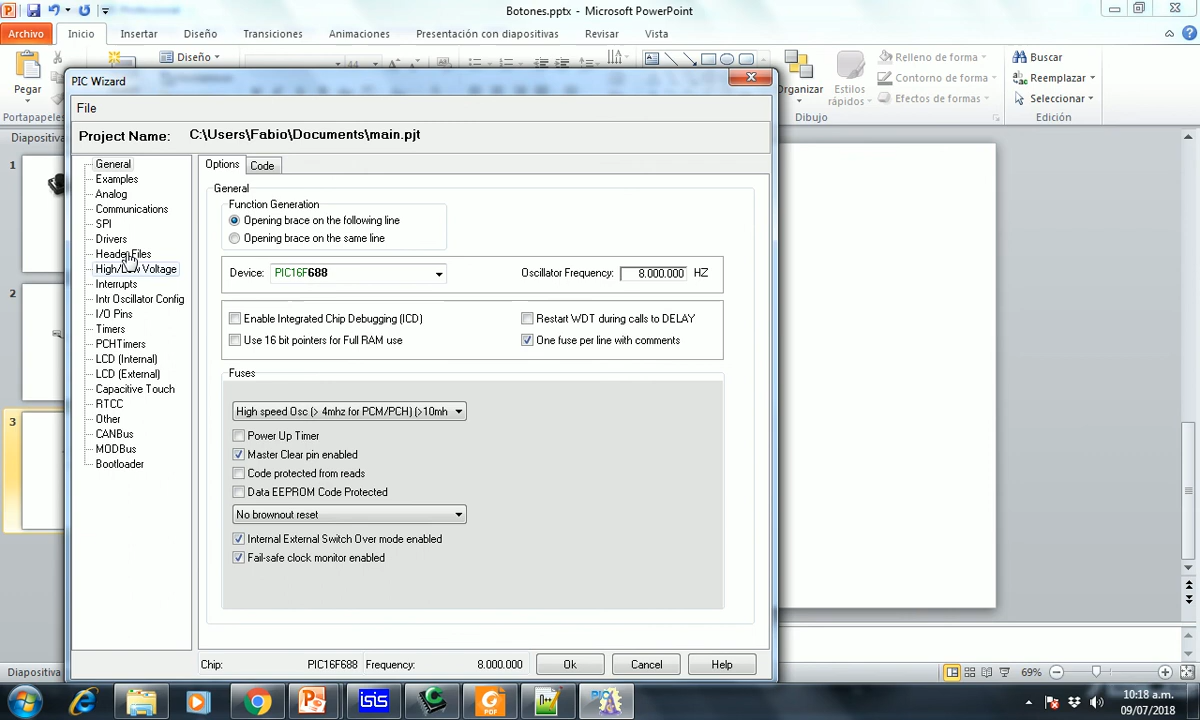 Botones.pptx - Microsoft PowerPoint
Archivo
Inicio
Insertar
Diseño
Transiciones
Animaciones
Presentación con diapositivas
Revisar
Vista
Pegar
Diseño
Organizar
Estilos
rápidos
Relleno de forma
Contorno de forma
Efectos de formas
Buscar
Reemplazar
Seleccionar
Portapapeles
Dibujo
Edición
Diapositiva
1
2
3
PIC Wizard
File
Project Name: C:\Users\Fabio\Documents\main.pjt
General
Examples
Analog
Communications
SPI
Drivers
Header Files
High/Low Voltage
Interrupts
Intr Oscillator Config
I/O Pins
Timers
PCHTimers
LCD (Internal)
LCD (External)
Capacitive Touch
RTCC
Other
CANBus
MODBus
Bootloader
Options
Code
General
Function Generation
Opening brace on the following line
Opening brace on the same line
Device: PIC16F688
Oscillator Frequency: 8.000.000 HZ
Enable Integrated Chip Debugging (ICD)
Restart WDT during calls to DELAY
Use 16 bit pointers for Full RAM use
One fuse per line with comments
Fuses
High speed Osc (> 4mhz for PCM/PCH) (>10mh
Power Up Timer
Master Clear pin enabled
Code protected from reads
Data EEPROM Code Protected
No brownout reset
Internal External Switch Over mode enabled
Fail-safe clock monitor enabled
Chip: PIC16F688 Frequency: 8.000.000
Ok
Cancel
Help
Diapositiva
69%
isis
PDF
10:18 a.m.
09/07/2018